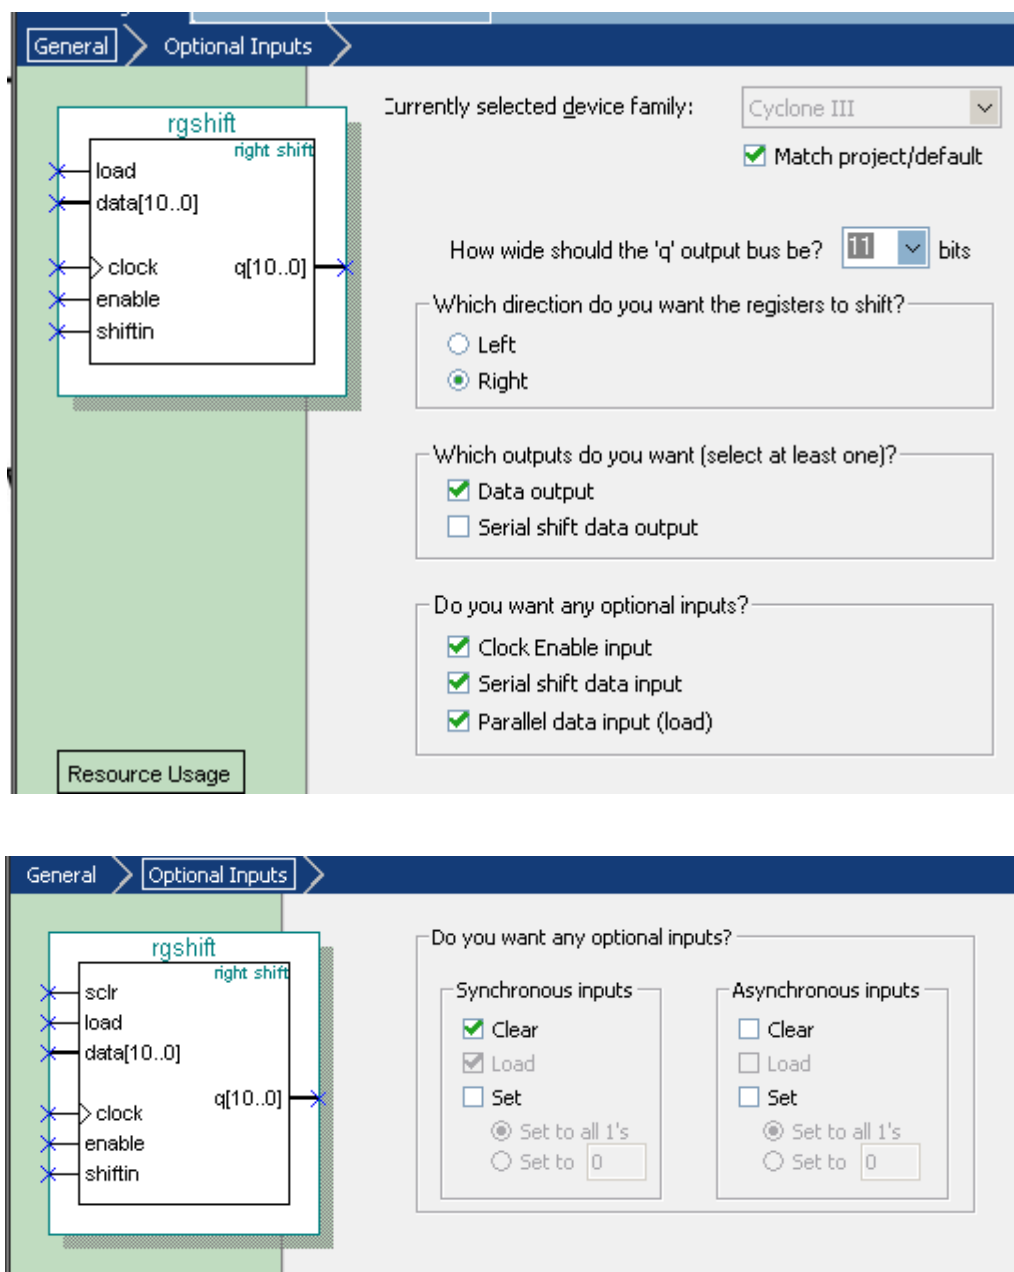 General Optional Inputs
Currently selected device family: Cyclone III
Match project/default
rgshift
right shift
load
data[10..0]
clock q[10..0]
enable
shiftin
How wide should the 'q' output bus be? 11 bits
Which direction do you want the registers to shift?
Left
Right
Which outputs do you want (select at least one)?
Data output
Serial shift data output
Do you want any optional inputs?
Clock Enable input
Serial shift data input
Parallel data input (load)
Resource Usage
General Optional Inputs
rgshift
right shift
sclr
load
data[10..0]
q[10..0]
clock
enable
shiftin
Do you want any optional inputs?
Synchronous inputs
Clear
Load
Set
Set to all 1's
Set to 0
Asynchronous inputs
Clear
Load
Set
Set to all 1's
Set to 0